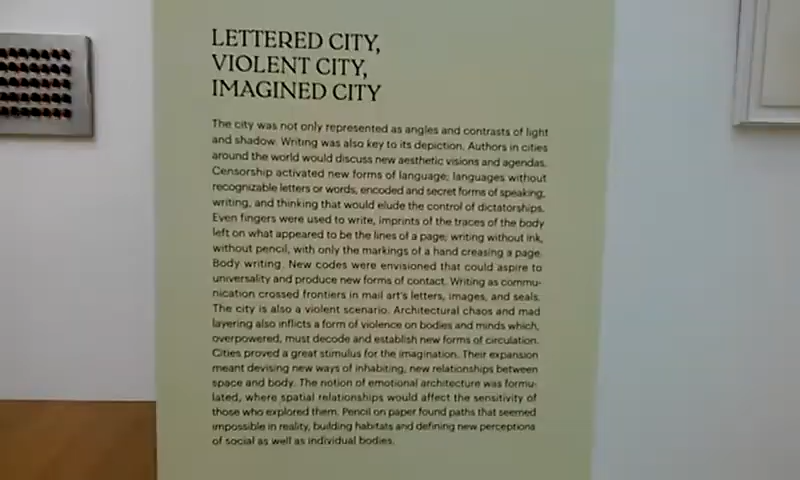 LETTERED CITY,
VIOLENT CITY,
IMAGINED CITY
The city was not only represented as angles and contrasts of light
and shadow. Writing was also key to its depiction. Authors in cities
around the world would discuss new aesthetic visions and agendas.
Censorship activated new forms of language; languages without
recognizable letters or words, encoded and secret forms of speaking,
writing, and thinking that would elude the control of dictatorships.
Even fingers were used to write, imprints of the traces of the body
left on what appeared to be the lines of a page; writing without ink,
without pencil, with only the markings of a hand creasing a page.
Body writing. New codes were envisioned that could aspire to
universality and produce new forms of contact. Writing as commu-
nication crossed frontiers in mail art's letters, images, and seals.
The city is also a violent scenario. Architectural chaos and mad
layering also inflicts a form of violence on bodies and minds which,
overpowered, must decode and establish new forms of circulation.
Cities proved a great stimulus for the imagination. Their expansion
meant devising new ways of inhabiting, new relationships between
space and body. The notion of emotional architecture was formu-
lated, where spatial relationships would affect the sensitivity of
those who explored them. Pencil on paper found paths that seemed
impossible in reality, building habitats and defining new perceptions
of social as well as individual bodies.